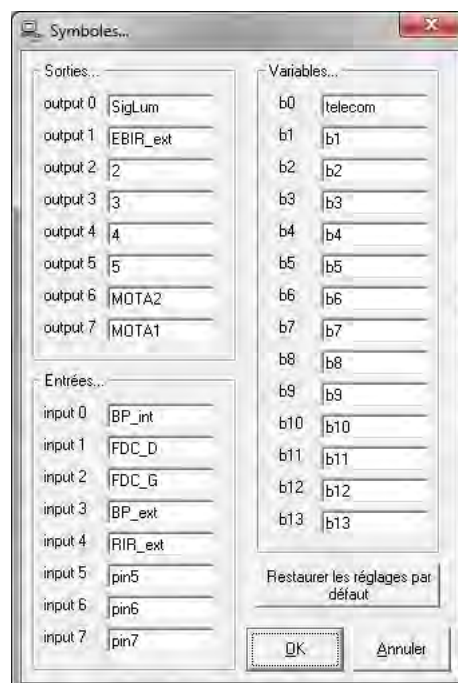 Symboles...
Sorties...
output 0 SigLum
output 1 EBIR_ext
output 2 2
output 3 3
output 4 4
output 5 5
output 6 MOTA2
output 7 MOTA1
Entrées...
input 0 BP_int
input 1 FDC_D
input 2 FDC_G
input 3 BP_ext
input 4 RIR_ext
input 5 pin5
input 6 pin6
input 7 pin7
Variables...
b0 telecom
b1 b1
b2 b2
b3 b3
b4 b4
b5 b5
b6 b6
b7 b7
b8 b8
b9 b9
b10 b10
b11 b11
b12 b12
b13 b13
Restaurer les réglages par
défaut
OK Annuler